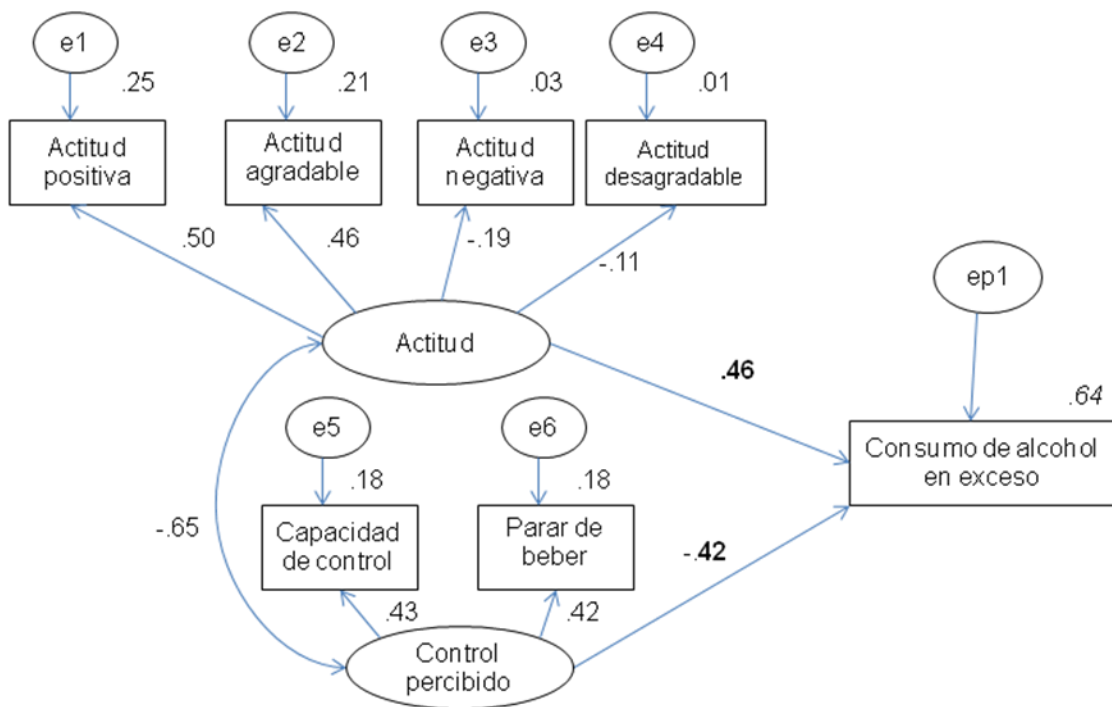 e1
e2
e3
e4
.25
.21
.03
.01
Actitud
positiva
Actitud
agradable
Actitud
negativa
Actitud
desagradable
.50
.46
-.19
-.11
ep1
Actitud
.46
.64
e5
e6
Consumo de alcohol
en exceso
.18
.18
-.65
Capacidad
de control
Parar de
beber
-.42
.43
.42
Control
percibido